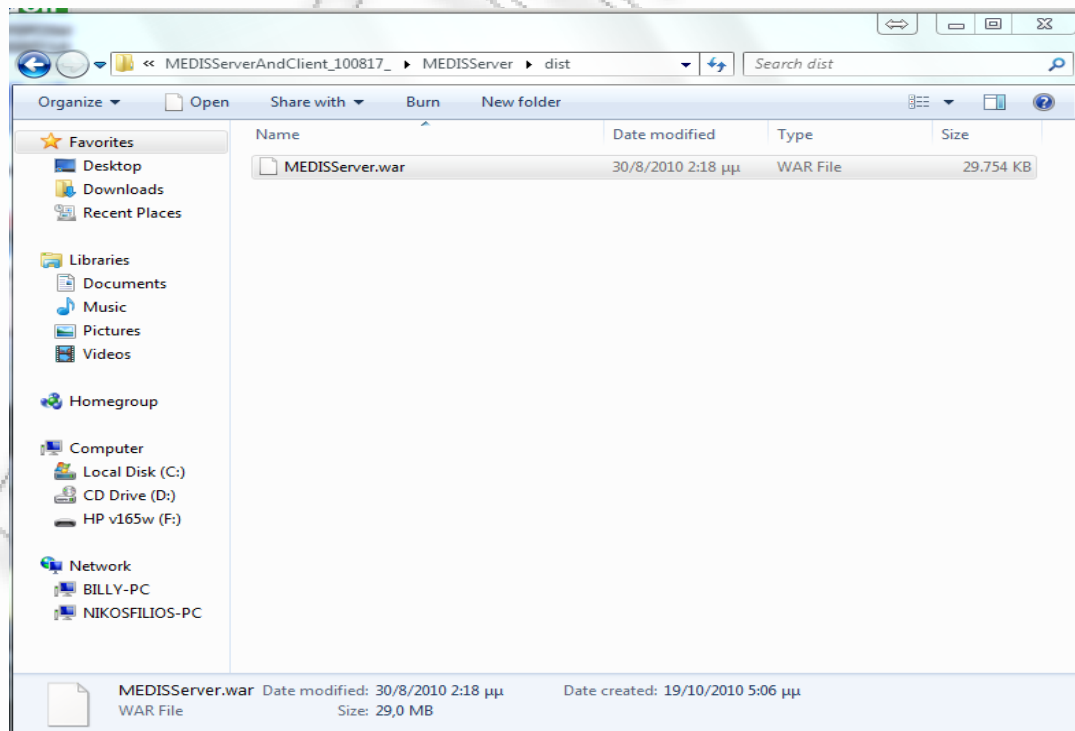 « MEDISServerAndClient_100817_ ▸ MEDISServer ▸ dist Search dist
Organize Open Share with Burn New folder
Name Date modified Type Size
MEDISServer.war 30/8/2010 2:18 μμ WAR File 29.754 KB
Favorites
Desktop
Downloads
Recent Places
Libraries
Documents
Music
Pictures
Videos
Homegroup
Computer
Local Disk (C:)
CD Drive (D:)
HP v165w (F:)
Network
BILLY-PC
NIKOSFILIOS-PC
MEDISServer.war Date modified: 30/8/2010 2:18 μμ Date created: 19/10/2010 5:06 μμ
WAR File Size: 29,0 MB